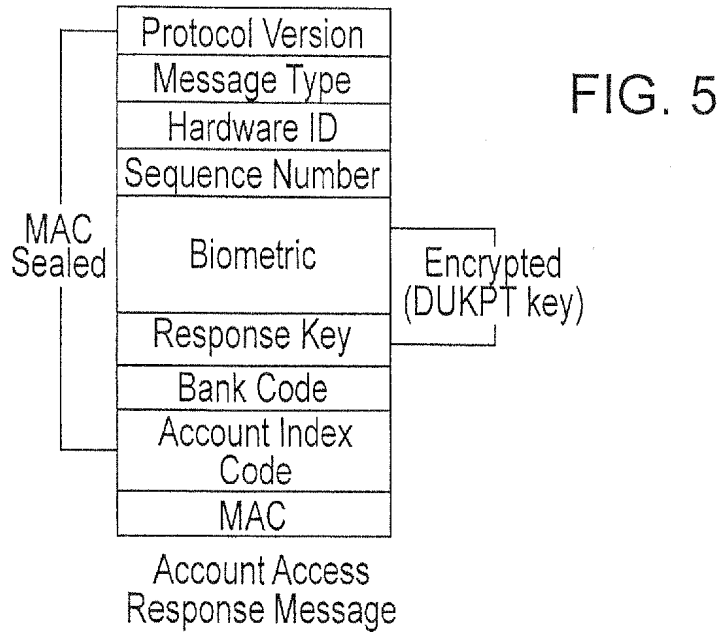 Protocol Version
Message Type
Hardware ID
Sequence Number
Biometric
Response Key
Bank Code
Account Index
Code
MAC
MAC
Sealed
Encrypted
(DUKPT key)
FIG. 5
Account Access
Response Message